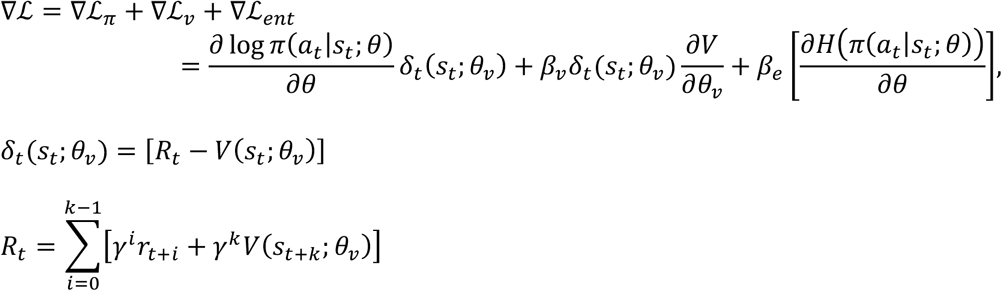 ∇ℒ = ∇ℒ_π + ∇ℒ_v + ∇ℒ_ent
= ∂ log π(a_t|s_t; θ)/∂θ δ_t(s_t; θ_v) + β_v δ_t(s_t; θ_v) ∂V/∂θ_v + β_e [∂H(π(a_t|s_t; θ))/∂θ],
δ_t(s_t; θ_v) = [R_t − V(s_t; θ_v)]
R_t = ∑_{i=0}^{k−1} [γ^i r_{t+i} + γ^k V(s_{t+k}; θ_v)]